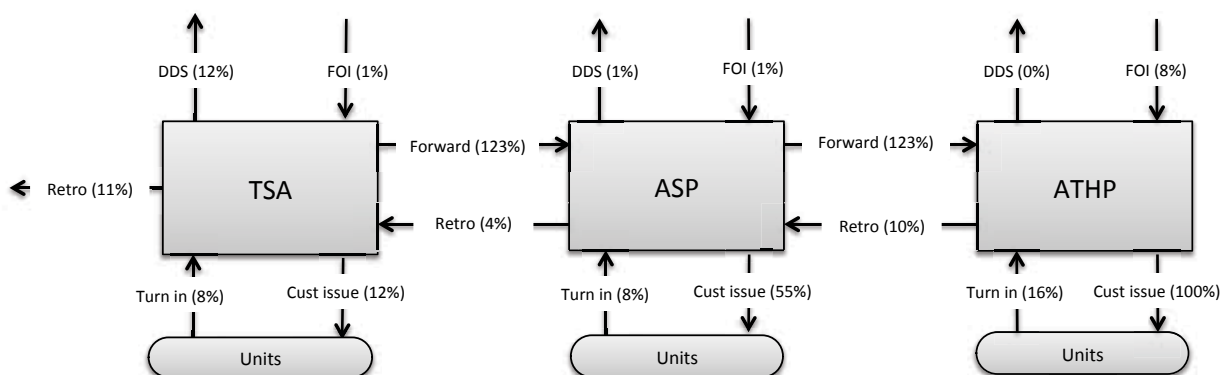 DDS (12%) FOI (1%) DDS (1%) FOI (1%) DDS (0%) FOI (8%)
Forward (123%) Forward (123%)
Retro (11%) TSA ASP ATHP
Retro (4%) Retro (10%)
Turn in (8%) Cust issue (12%) Turn in (8%) Cust issue (55%) Turn in (16%) Cust issue (100%)
Units Units Units